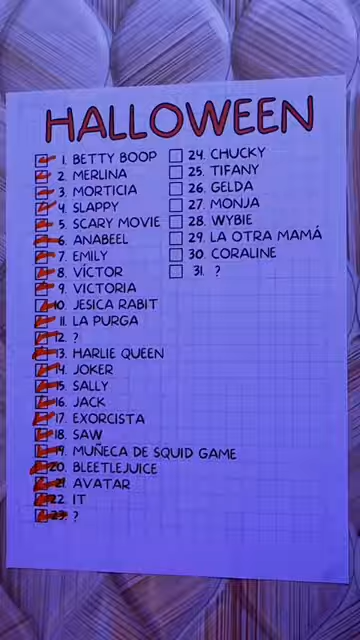 HALLOWEEN
1. BETTY BOOP
2. MERLINA
3. MORTICIA
4. SLAPPY
5. SCARY MOVIE
6. ANABEEL
7. EMILY
8. VÍCTOR
9. VICTORIA
10. JESICA RABIT
11. LA PURGA
12. ?
13. HARLIE QUEEN
14. JOKER
15. SALLY
16. JACK
17. EXORCISTA
18. SAW
19. MUÑECA DE SQUID GAME
20. BLEETLEJUICE
21. AVATAR
22. IT
23. ?
24. CHUCKY
25. TIFANY
26. GELDA
27. MONJA
28. WYBIE
29. LA OTRA MAMÁ
30. CORALINE
31. ?